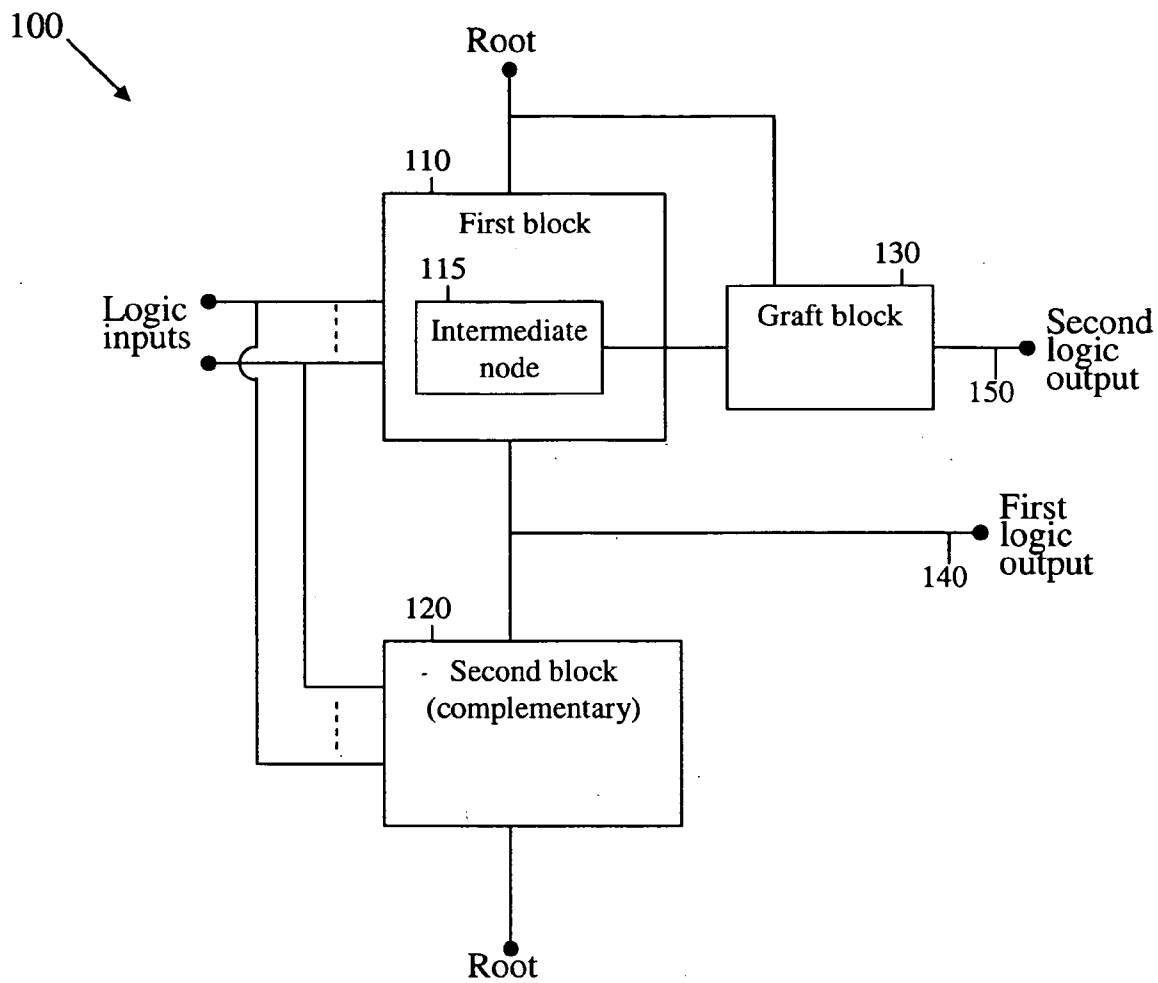 100
Root
110
First block
115
Intermediate
node
130
Graft block
Logic
inputs
Second
logic
output
150
First
logic
output
140
120
Second block
(complementary)
Root